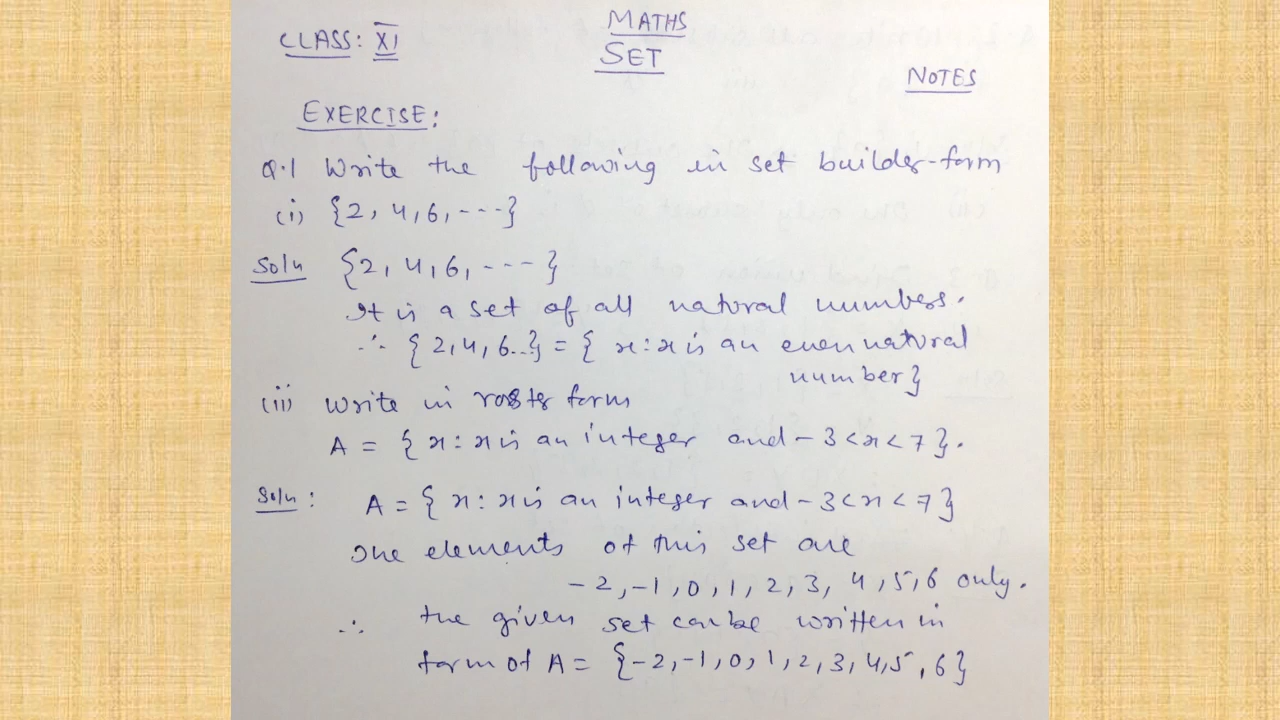 MATHS
CLASS: XI
SET
NOTES
EXERCISE:
Q.1 Write the following in set builder-form
(i) {2, 4, 6, ---}
Soln {2, 4, 6, ----}
It is a set of all natural numbers.
∴ {2, 4, 6..} = { x : x is an even natural
number}
(ii) Write in roster form
A = { x : x is an integer and -3 < x < 7}.
Soln : A = { x : x is an integer and -3 < x < 7}
The elements of this set are
-2, -1, 0, 1, 2, 3, 4, 5, 6 only.
∴ the given set can be written in
form of A = {-2, -1, 0, 1, 2, 3, 4, 5, 6}